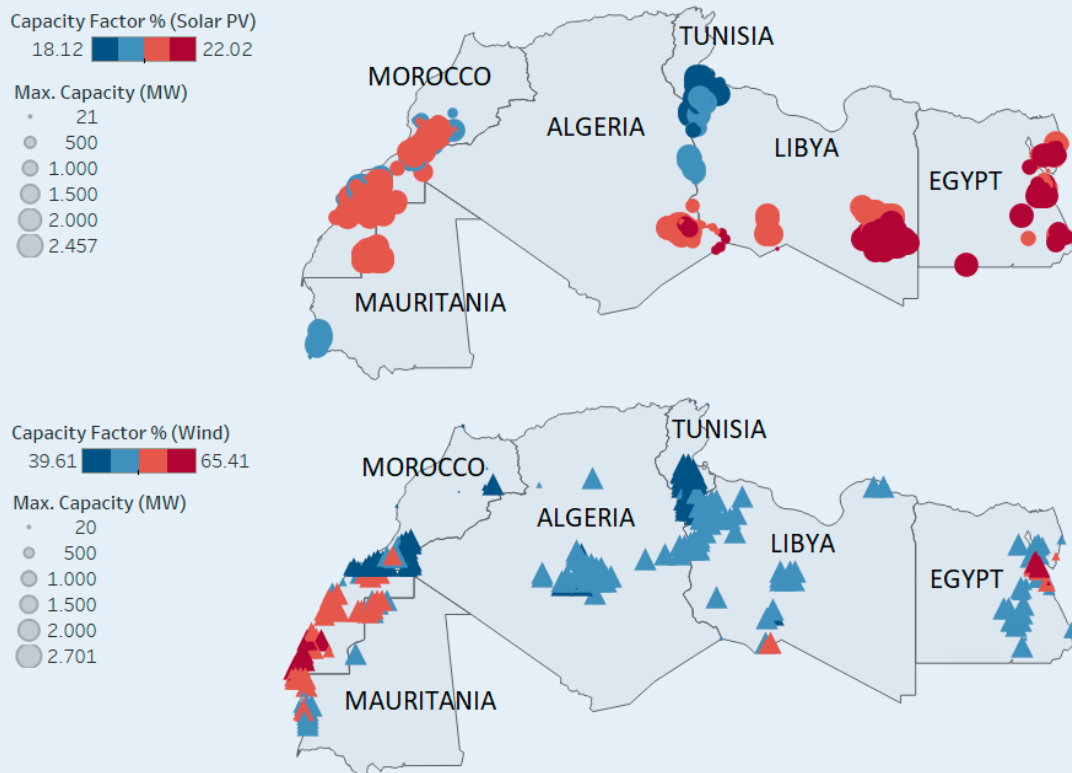 Capacity Factor % (Solar PV)
18.12 22.02
Max. Capacity (MW)
21
500
1.000
1.500
2.000
2.457
TUNISIA
MOROCCO
ALGERIA
LIBYA
EGYPT
MAURITANIA
Capacity Factor % (Wind)
39.61 65.41
Max. Capacity (MW)
20
500
1.000
1.500
2.000
2.701
TUNISIA
MOROCCO
ALGERIA
LIBYA
EGYPT
MAURITANIA